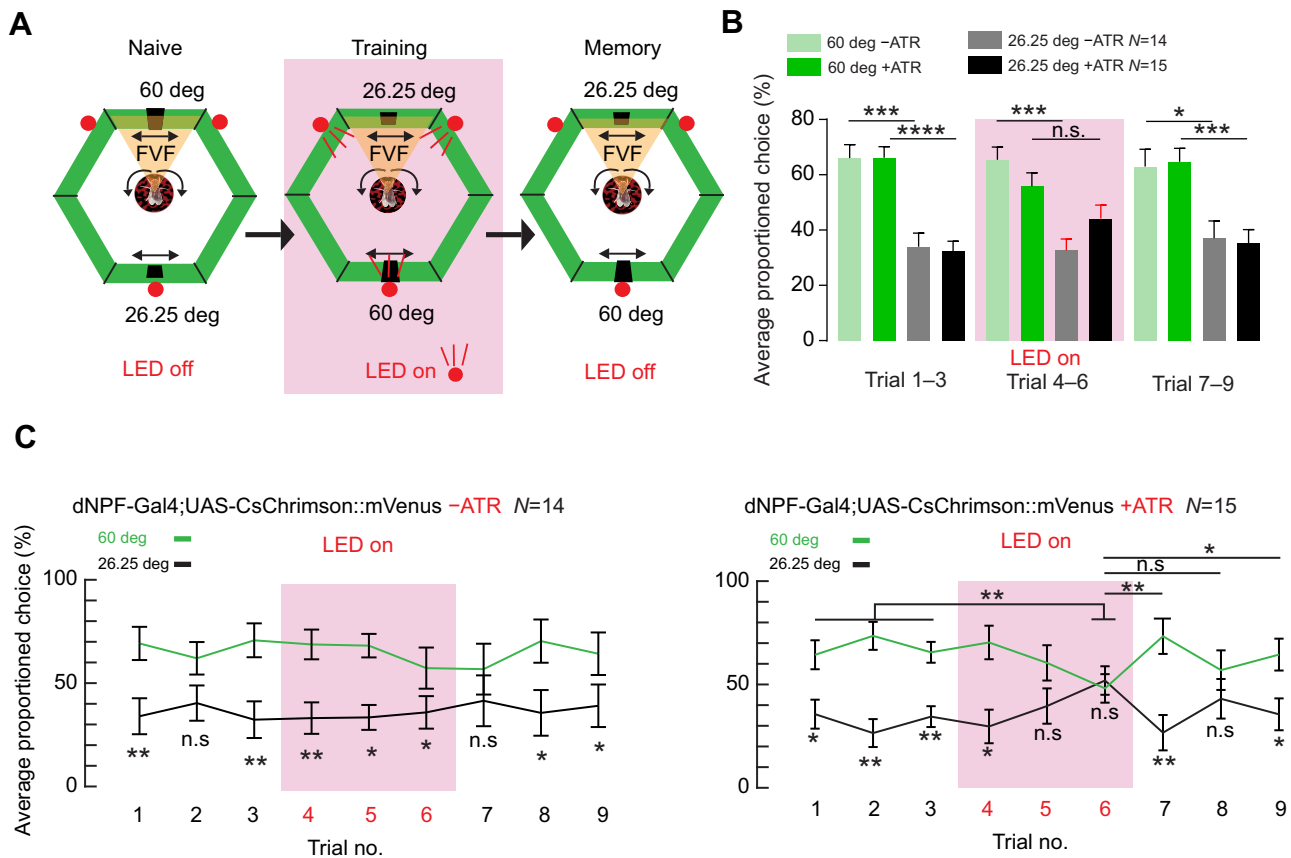 A
Naive
Training
Memory
60 deg
26.25 deg
26.25 deg
FVF
FVF
FVF
26.25 deg
60 deg
60 deg
LED off
LED on
LED off
B
60 deg −ATR
60 deg +ATR
26.25 deg −ATR N=14
26.25 deg +ATR N=15
Average proportioned choice (%)
80
60
40
20
0
***
****
***
n.s.
*
***
LED on
Trial 1–3
Trial 4–6
Trial 7–9
C
dNPF-Gal4;UAS-CsChrimson::mVenus −ATR N=14
60 deg
26.25 deg
LED on
Average proportioned choice (%)
100
50
0
**
n.s
**
**
*
*
n.s
*
*
1 2 3 4 5 6 7 8 9
Trial no.
dNPF-Gal4;UAS-CsChrimson::mVenus +ATR N=15
60 deg
26.25 deg
LED on
*
n.s
**
**
100
50
0
*
**
**
*
n.s
n.s
**
n.s
*
1 2 3 4 5 6 7 8 9
Trial no.